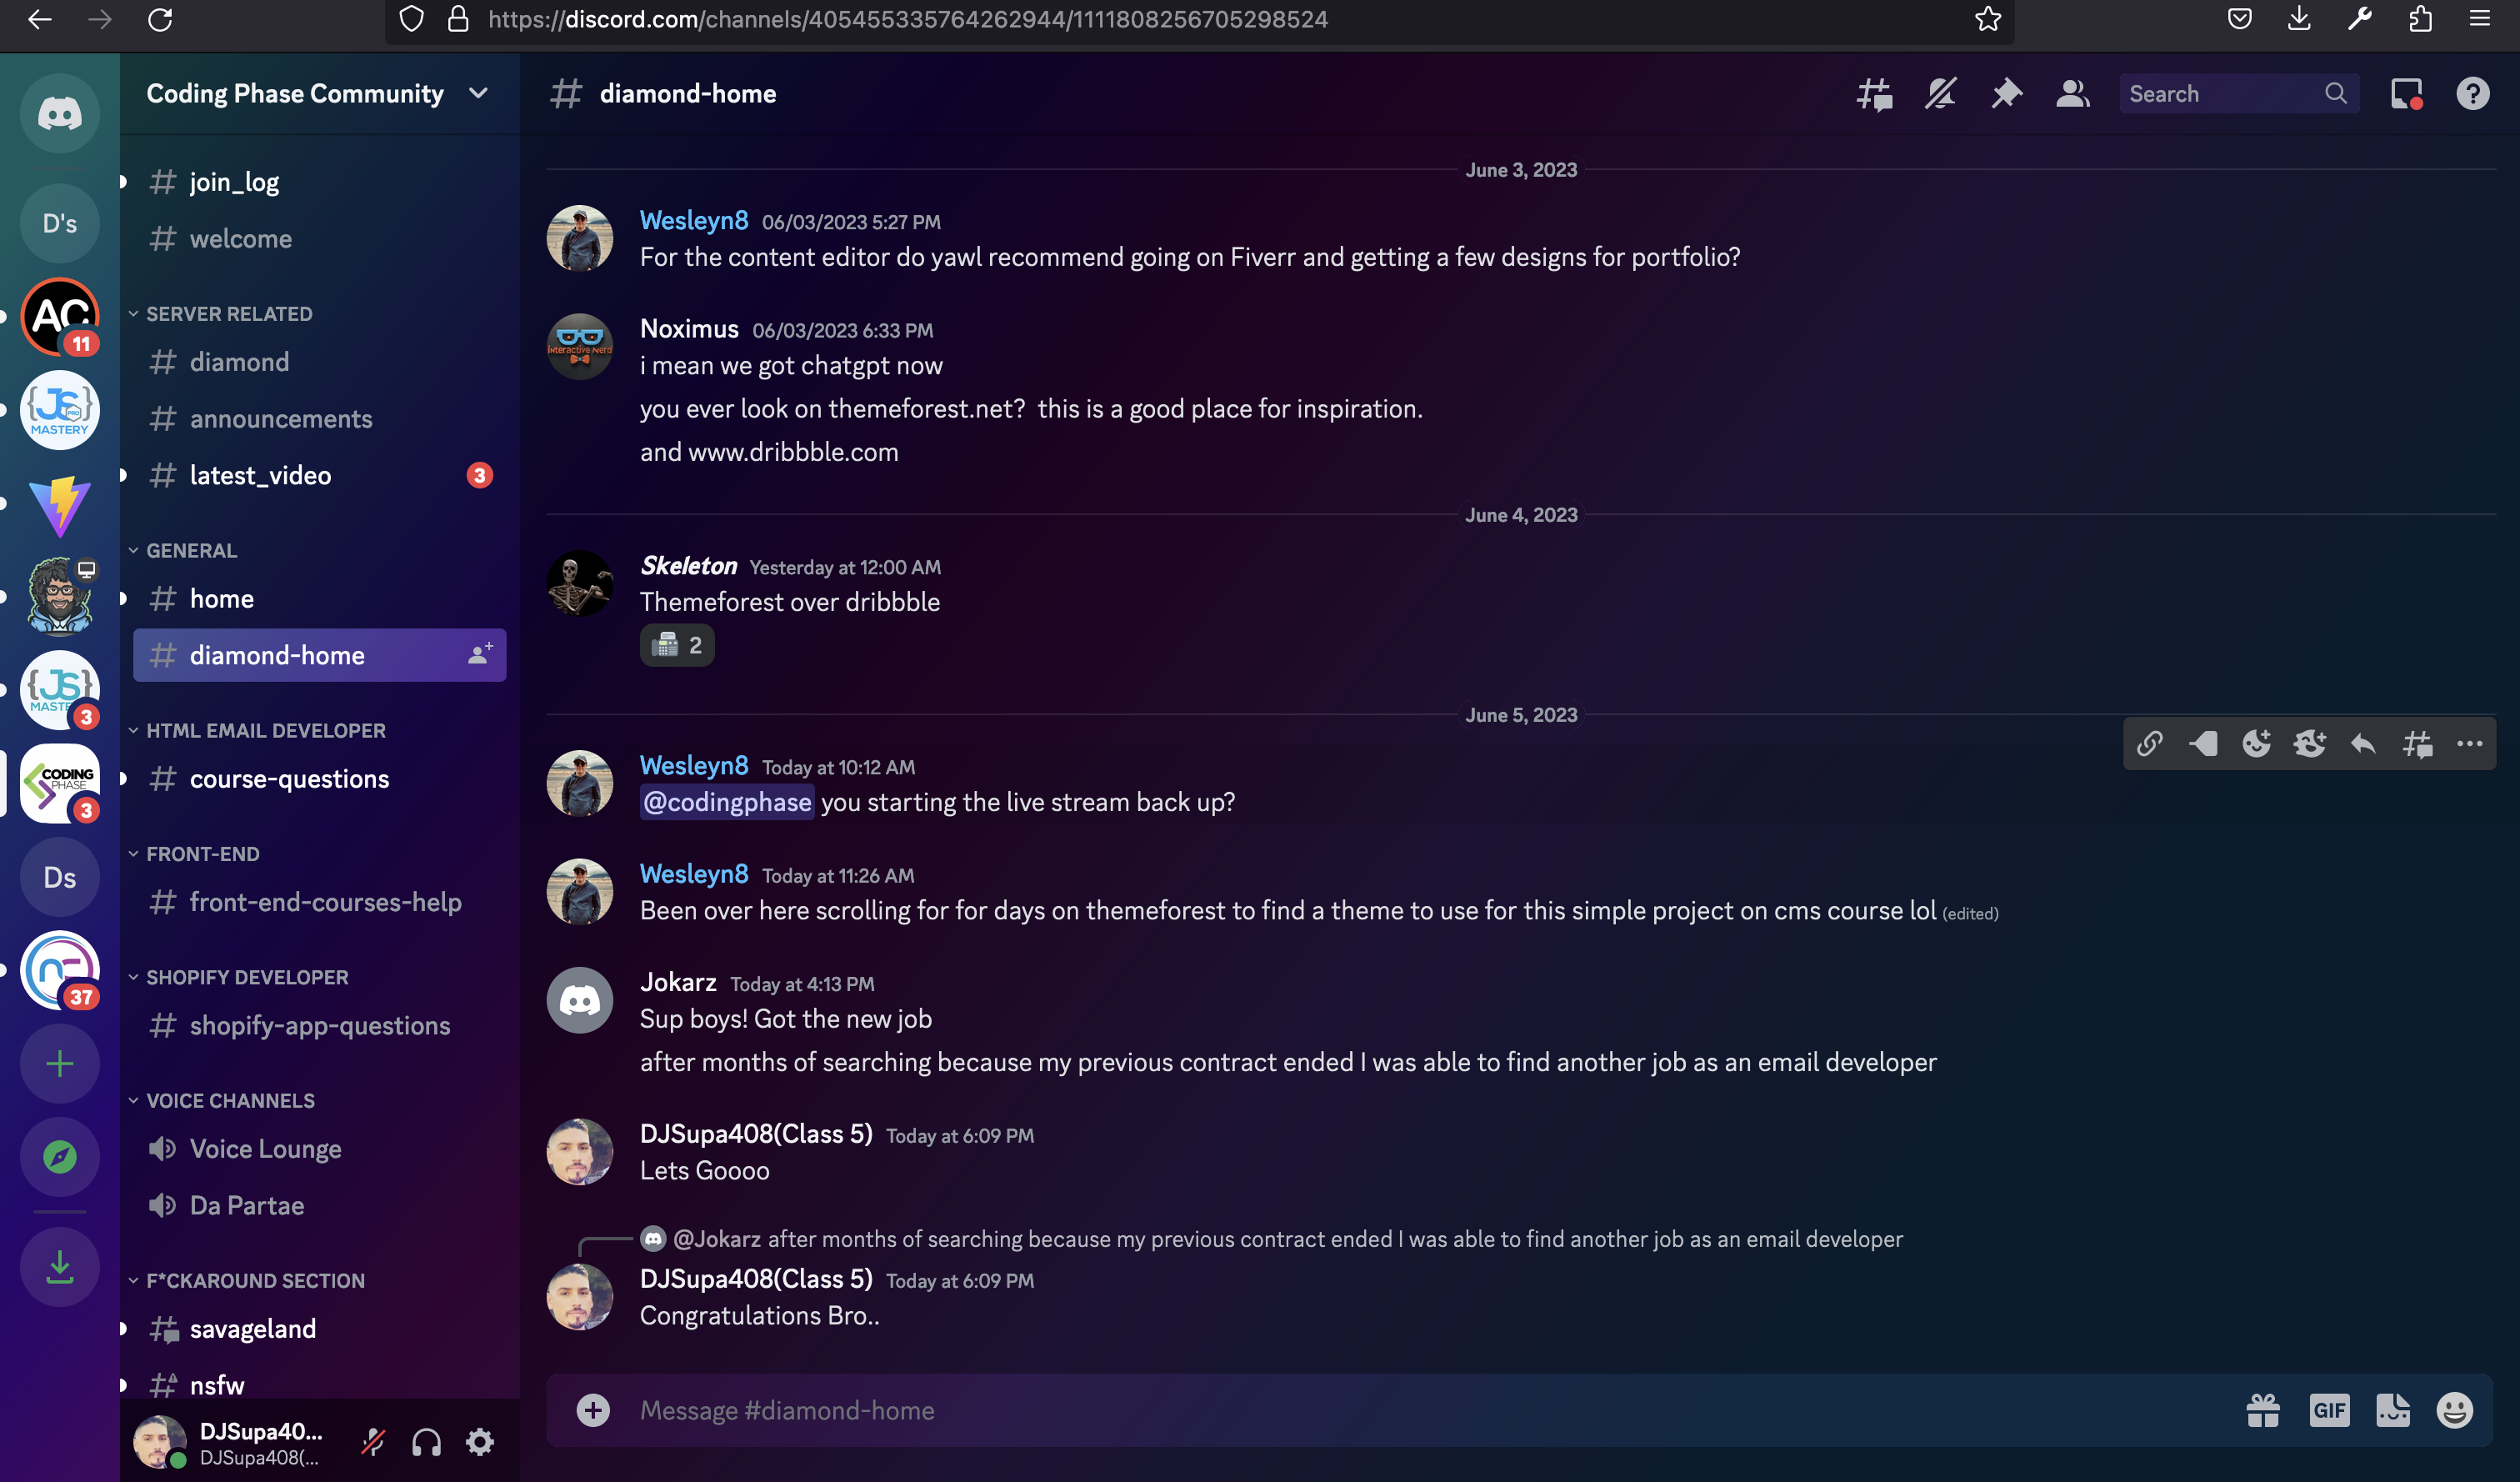 https://discord.com/channels/405455335764262944/1111808256705298524
D's
AC
11
{JS}
PRO
MASTERY
{JS}
MAST
3
CODING
PHASE
3
Ds
nF
37
Coding Phase Community
join_log
welcome
SERVER RELATED
diamond
announcements
latest_video
3
GENERAL
home
diamond-home
HTML EMAIL DEVELOPER
course-questions
FRONT-END
front-end-courses-help
SHOPIFY DEVELOPER
shopify-app-questions
VOICE CHANNELS
Voice Lounge
Da Partae
F*CKAROUND SECTION
savageland
nsfw
DJSupa40...
DJSupa408(...
# diamond-home
Search
June 3, 2023
Wesleyn8 06/03/2023 5:27 PM
For the content editor do yawl recommend going on Fiverr and getting a few designs for portfolio?
Interactive Nerd
Noximus 06/03/2023 6:33 PM
i mean we got chatgpt now
you ever look on themeforest.net? this is a good place for inspiration.
and www.dribbble.com
June 4, 2023
Skeleton Yesterday at 12:00 AM
Themeforest over dribbble
2
June 5, 2023
Wesleyn8 Today at 10:12 AM
@codingphase you starting the live stream back up?
Wesleyn8 Today at 11:26 AM
Been over here scrolling for for days on themeforest to find a theme to use for this simple project on cms course lol (edited)
Jokarz Today at 4:13 PM
Sup boys! Got the new job
after months of searching because my previous contract ended I was able to find another job as an email developer
DJSupa408(Class 5) Today at 6:09 PM
Lets Goooo
@Jokarz after months of searching because my previous contract ended I was able to find another job as an email developer
DJSupa408(Class 5) Today at 6:09 PM
Congratulations Bro..
Message #diamond-home
GIF